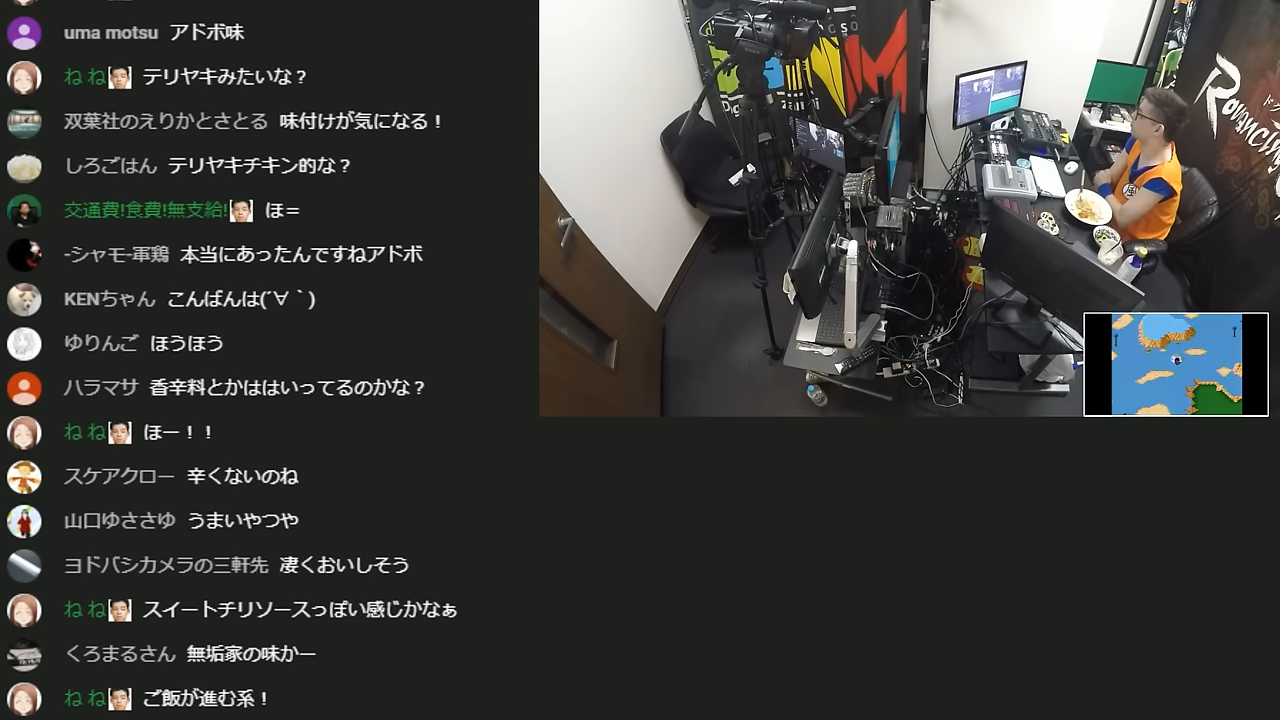 uma motsu アドボ味
ね ね テリヤキみたいな？
双葉社のえりかとさとる 味付けが気になる！
しろごはん テリヤキチキン的な？
交通費!食費!無支給! ほ＝
-シャモ-軍鶏 本当にあったんですねアドボ
KENちゃん こんばんは(´∀｀)
ゆりんご ほうほう
ハラマサ 香辛料とかははいってるのかな？
ね ね ほー！！
スケアクロー 辛くないのね
山口ゆささゆ うまいやつや
ヨドバシカメラの三軒先 凄くおいしそう
ね ね スイートチリソースっぽい感じかなぁ
くろまるさん 無垢家の味かー
ね ね ご飯が進む系！
Romancing